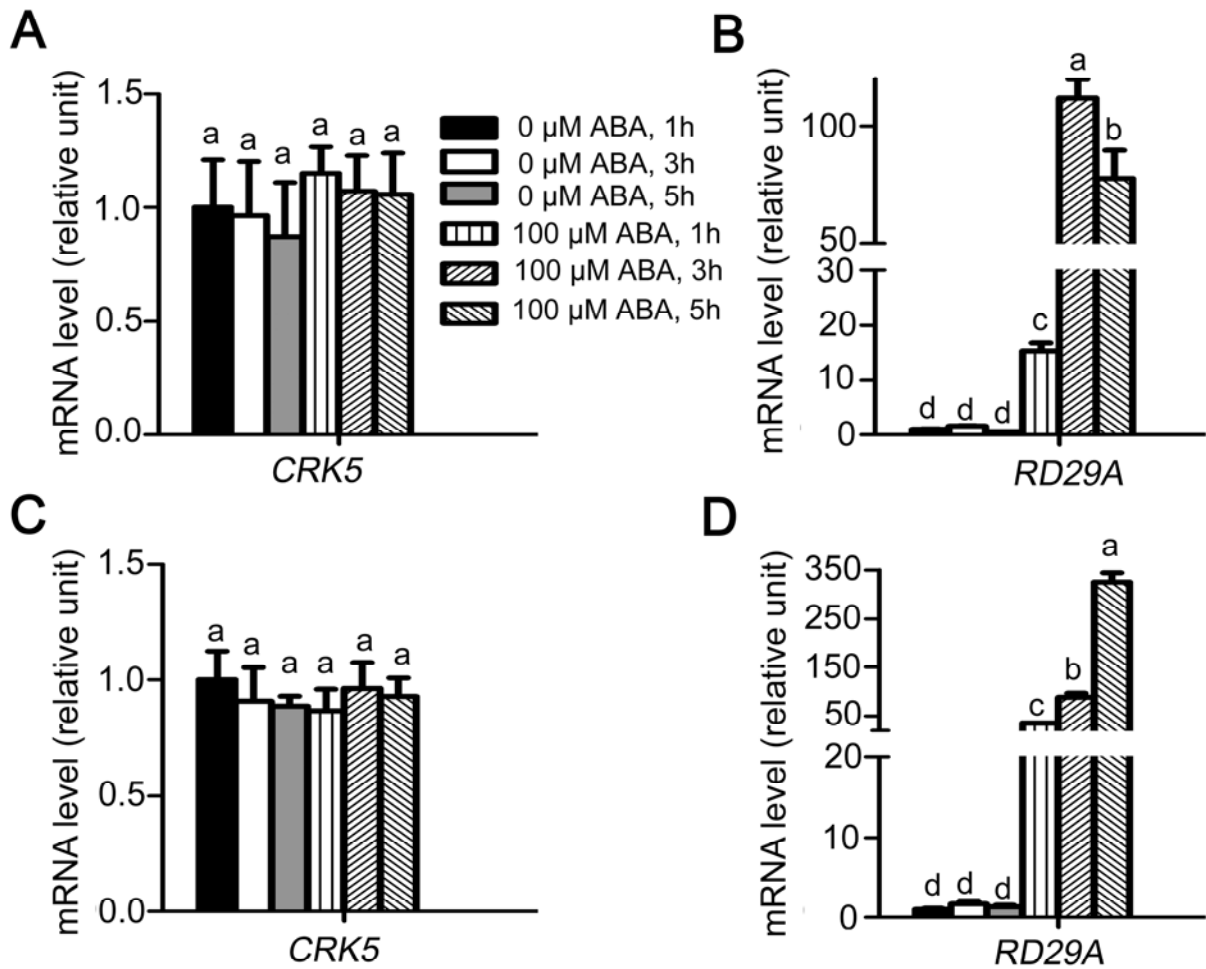 A
mRNA level (relative unit)
1.5
1.0
0.5
0.0
a a a a a a
CRK5
0 µM ABA, 1h
0 µM ABA, 3h
0 µM ABA, 5h
100 µM ABA, 1h
100 µM ABA, 3h
100 µM ABA, 5h
B
mRNA level (relative unit)
100
50
30
20
10
0
d d d c a b
RD29A
C
mRNA level (relative unit)
1.5
1.0
0.5
0.0
a a a a a a
CRK5
D
mRNA level (relative unit)
350
250
150
50
20
10
0
d d d c b a
RD29A